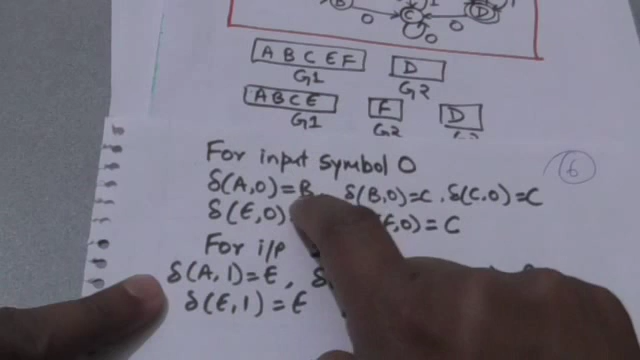 B
0
C
0
D
0
A B C E F
D
G1
G2
A B C E
F
D
G1
G2
For input symbol 0
6
δ(A,0)=B, δ(B,0)=C, δ(C,0)=C
δ(E,0) ,0)=C
For i/p
δ(A,1)=E, δ
δ(E,1)=E